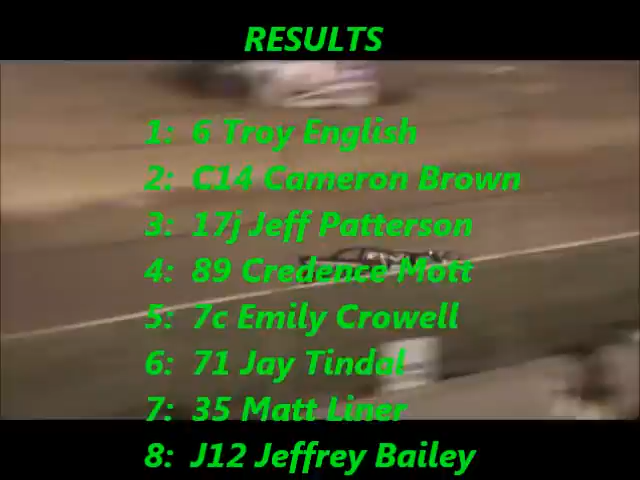 RESULTS
1: 6 Troy English
2: C14 Cameron Brown
3: 17j Jeff Patterson
4: 89 Credence Mott
5: 7c Emily Crowell
6: 71 Jay Tindal
7: 35 Matt Liner
8: J12 Jeffrey Bailey